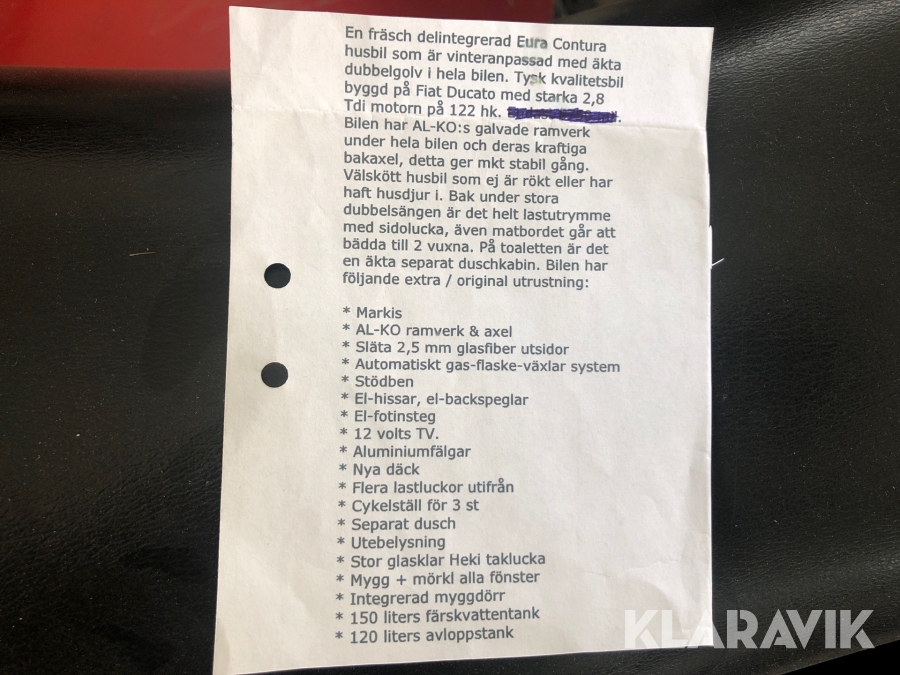 En fräsch delintegrerad Eura Contura
husbil som är vinteranpassad med äkta
dubbelgolv i hela bilen. Tysk kvalitetsbil
byggd på Fiat Ducato med starka 2,8
Tdi motorn på 122 hk.
Bilen har AL-KO:s galvade ramverk
under hela bilen och deras kraftiga
bakaxel, detta ger mkt stabil gång.
Välskött husbil som ej är rökt eller har
haft husdjur i. Bak under stora
dubbelsängen är det helt lastutrymme
med sidolucka, även matbordet går att
bädda till 2 vuxna. På toaletten är det
en äkta separat duschkabin. Bilen har
följande extra / original utrustning:
* Markis
* AL-KO ramverk & axel
* Släta 2,5 mm glasfiber utsidor
* Automatiskt gas-flaske-växlar system
* Stödben
* El-hissar, el-backspeglar
* El-fotinsteg
* 12 volts TV.
* Aluminiumfälgar
* Nya däck
* Flera lastluckor utifrån
* Cykelställ för 3 st
* Separat dusch
* Utebelysning
* Stor glasklar Heki taklucka
* Mygg + mörkl alla fönster
* Integrerad myggdörr
* 150 liters färskvattentank
* 120 liters avloppstank
KLARAVIK